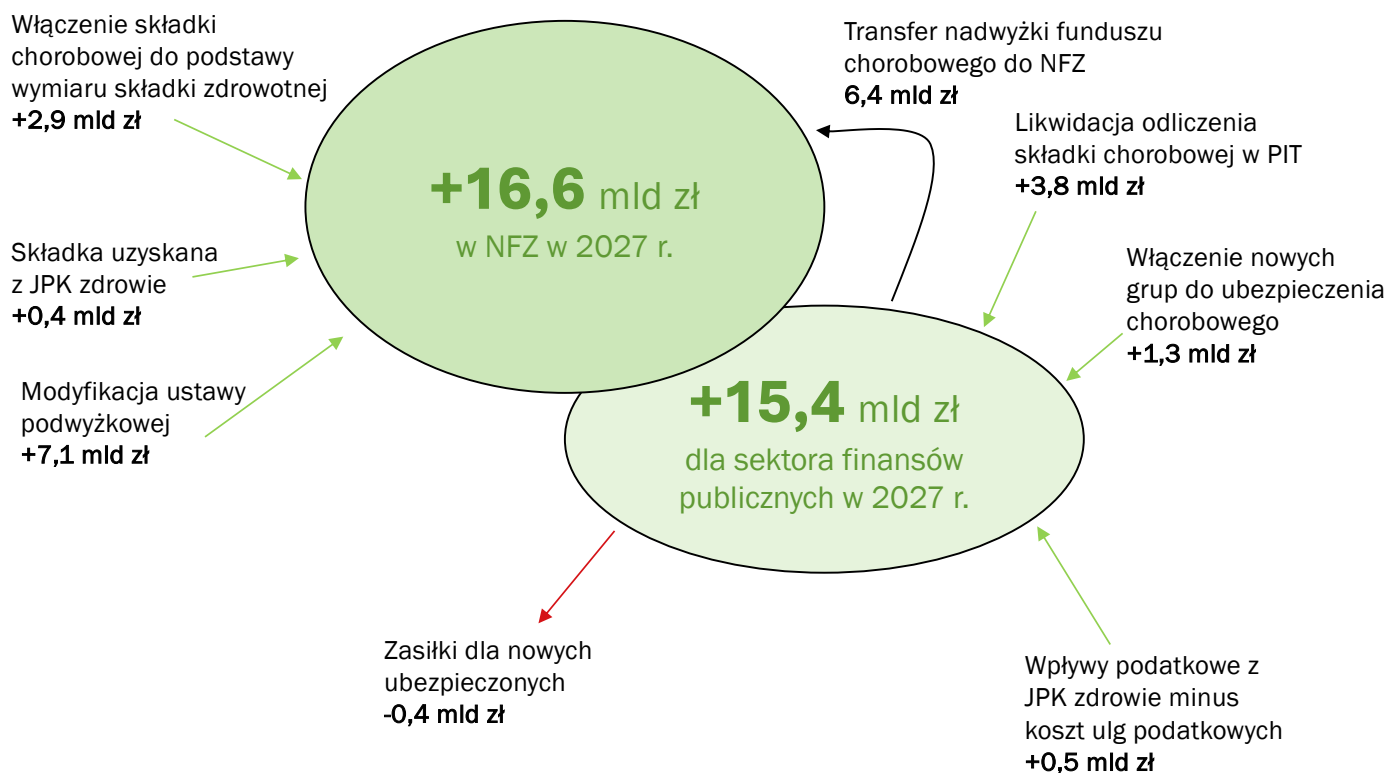 Włączenie składki
chorobowej do podstawy
wymiaru składki zdrowotnej
+2,9 mld zł
Składka uzyskana
z JPK zdrowie
+0,4 mld zł
Modyfikacja ustawy
podwyżkowej
+7,1 mld zł
+16,6 mld zł
w NFZ w 2027 r.
Transfer nadwyżki funduszu
chorobowego do NFZ
6,4 mld zł
Likwidacja odliczenia
składki chorobowej w PIT
+3,8 mld zł
Włączenie nowych
grup do ubezpieczenia
chorobowego
+1,3 mld zł
+15,4 mld zł
dla sektora finansów
publicznych w 2027 r.
Zasiłki dla nowych
ubezpieczonych
-0,4 mld zł
Wpływy podatkowe z
JPK zdrowie minus
koszt ulg podatkowych
+0,5 mld zł